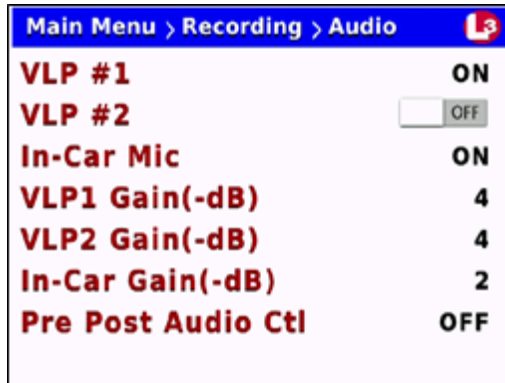 Main Menu > Recording > Audio L3
VLP #1 ON
VLP #2 OFF
In-Car Mic ON
VLP1 Gain(-dB) 4
VLP2 Gain(-dB) 4
In-Car Gain(-dB) 2
Pre Post Audio Ctl OFF